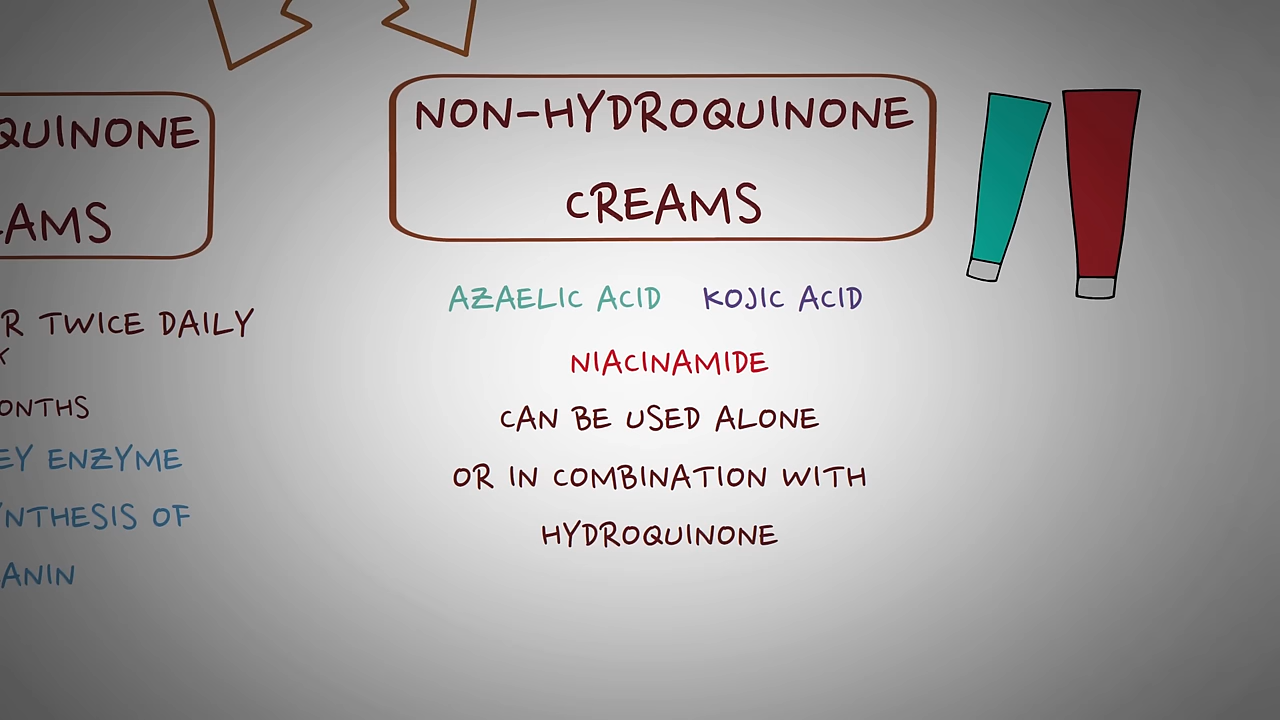 QUINONE
AMS
R TWICE DAILY
K
ONTHS
EY ENZYME
YNTHESIS OF
ANIN
NON-HYDROQUINONE
CREAMS
AZAELIC ACID KOJIC ACID
NIACINAMIDE
CAN BE USED ALONE
OR IN COMBINATION WITH
HYDROQUINONE